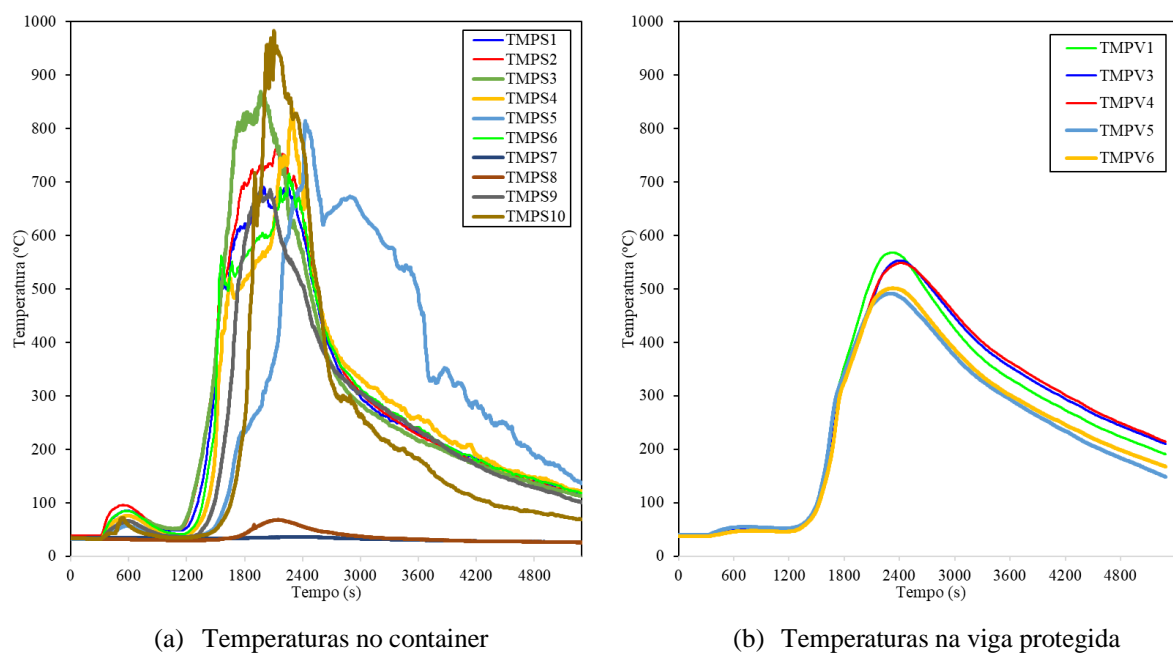 1000
900
800
700
600
500
400
300
200
100
0
Temperatura (°C)
TMPS1
TMPS2
TMPS3
TMPS4
TMPS5
TMPS6
TMPS7
TMPS8
TMPS9
TMPS10
0 600 1200 1800 2400 3000 3600 4200 4800
Tempo (s)
(a) Temperaturas no container
1000
900
800
700
600
500
400
300
200
100
0
Temperatura (°C)
TMPV1
TMPV3
TMPV4
TMPV5
TMPV6
0 600 1200 1800 2400 3000 3600 4200 4800
Tempo (s)
(b) Temperaturas na viga protegida